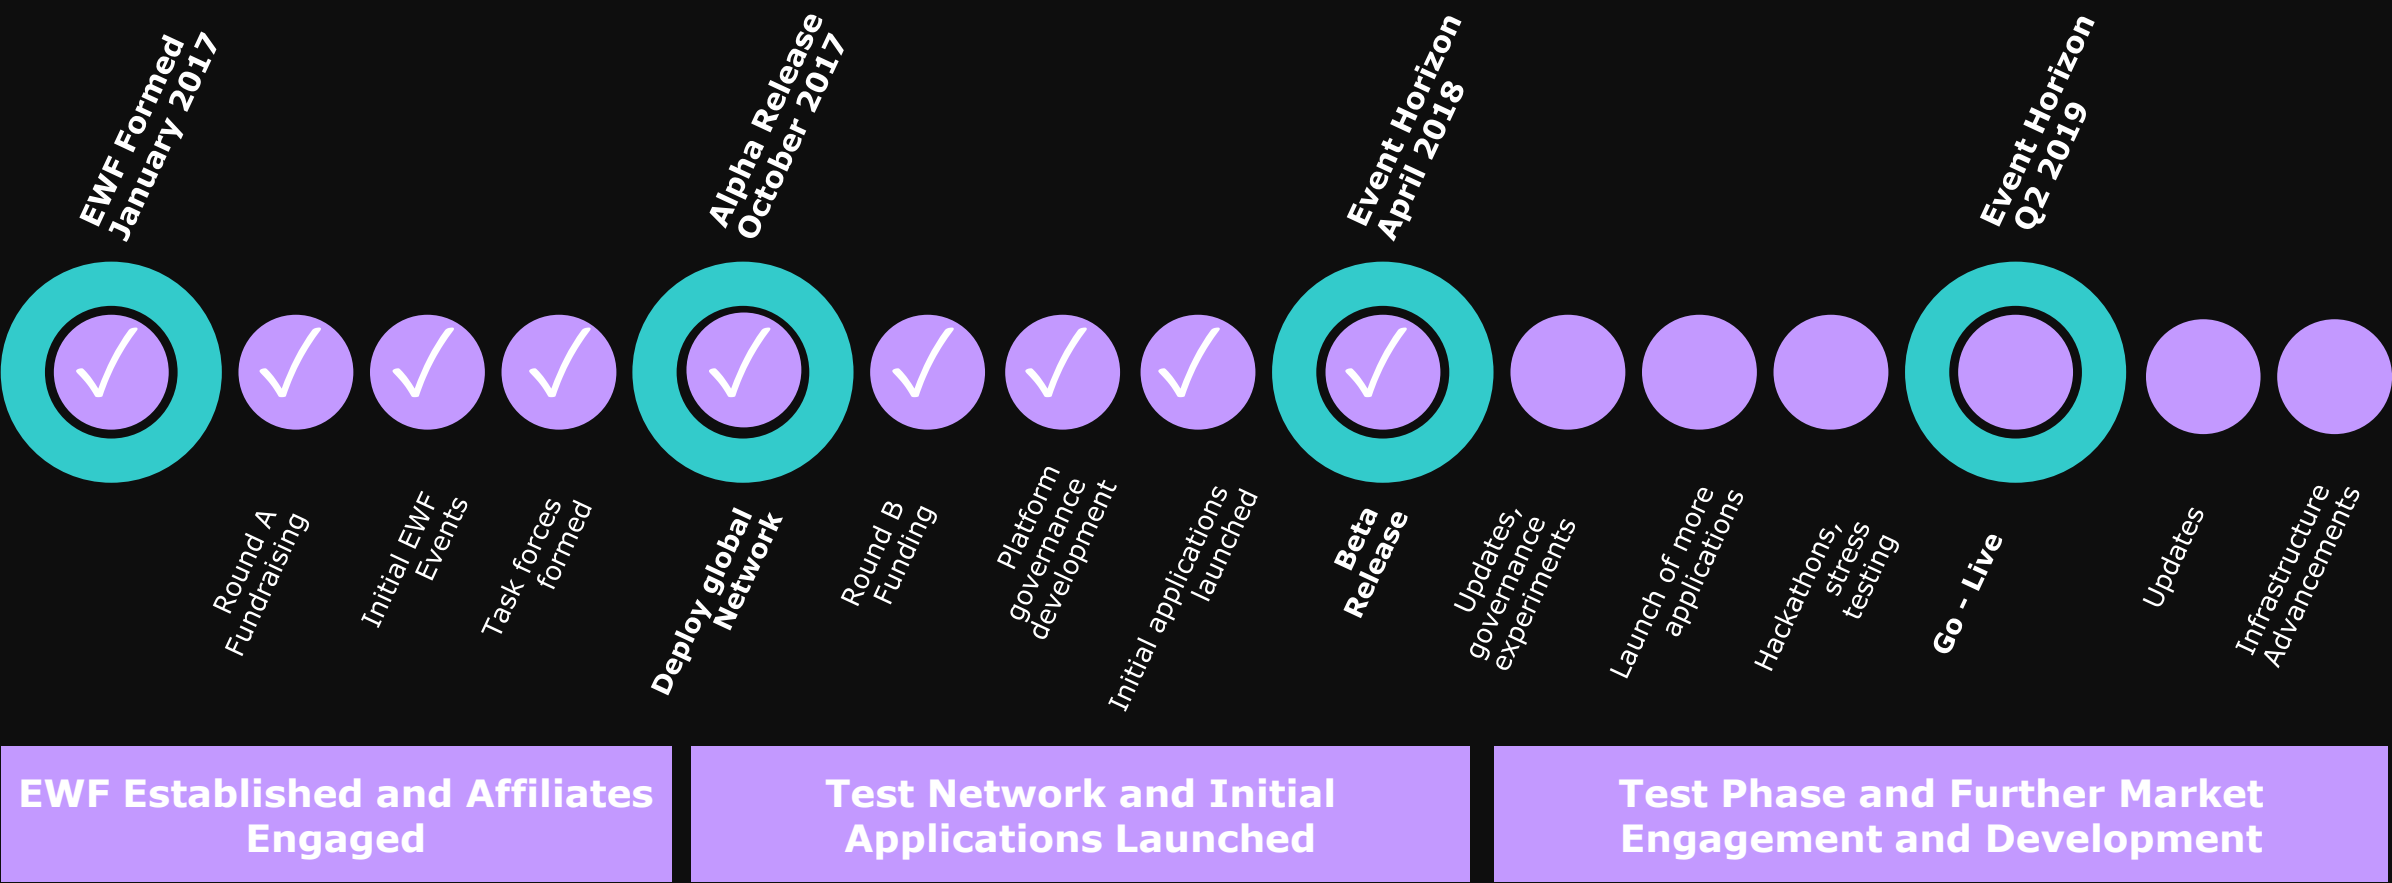 EWF Formed
January 2017
Alpha Release
October 2017
Event Horizon
April 2018
Event Horizon
Q2 2019
Round A
Fundraising
Initial EWF
Events
Task forces
formed
Deploy global
Network
Round B
Funding
Platform
governance
development
Initial applications
launched
Beta
Release
Updates,
governance
experiments
Launch of more
applications
Hackathons,
stress
testing
Go - Live
Updates
Infrastructure
Advancements
EWF Established and Affiliates
Engaged
Test Network and Initial
Applications Launched
Test Phase and Further Market
Engagement and Development